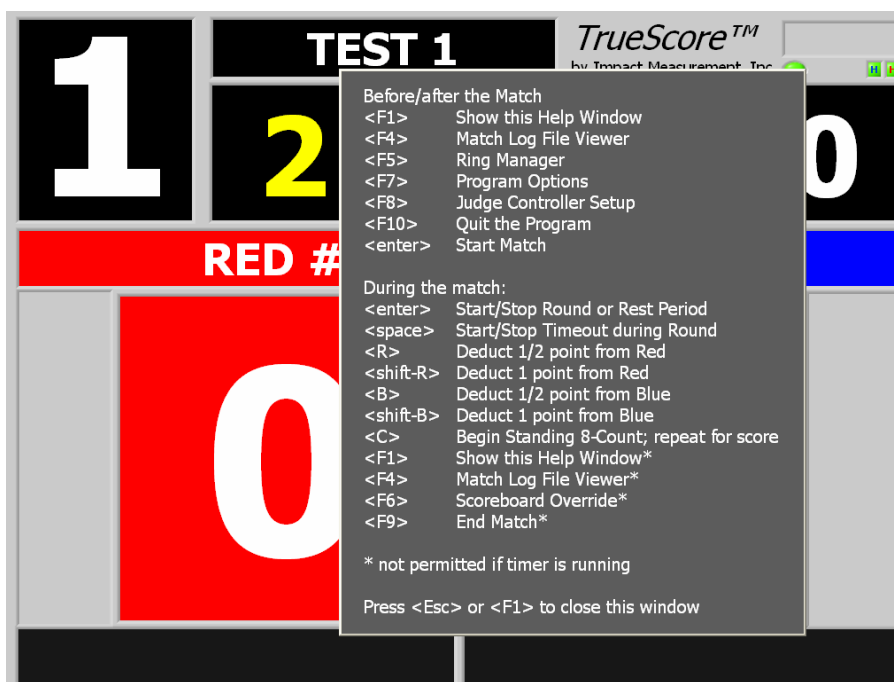 1
TEST 1
TrueScore™
by Impact Measurement, Inc
H
2
0
RED #
0
Before/after the Match
<F1> Show this Help Window
<F4> Match Log File Viewer
<F5> Ring Manager
<F7> Program Options
<F8> Judge Controller Setup
<F10> Quit the Program
<enter> Start Match
During the match:
<enter> Start/Stop Round or Rest Period
<space> Start/Stop Timeout during Round
<R> Deduct 1/2 point from Red
<shift-R> Deduct 1 point from Red
<B> Deduct 1/2 point from Blue
<shift-B> Deduct 1 point from Blue
<C> Begin Standing 8-Count; repeat for score
<F1> Show this Help Window*
<F4> Match Log File Viewer*
<F6> Scoreboard Override*
<F9> End Match*
* not permitted if timer is running
Press <Esc> or <F1> to close this window